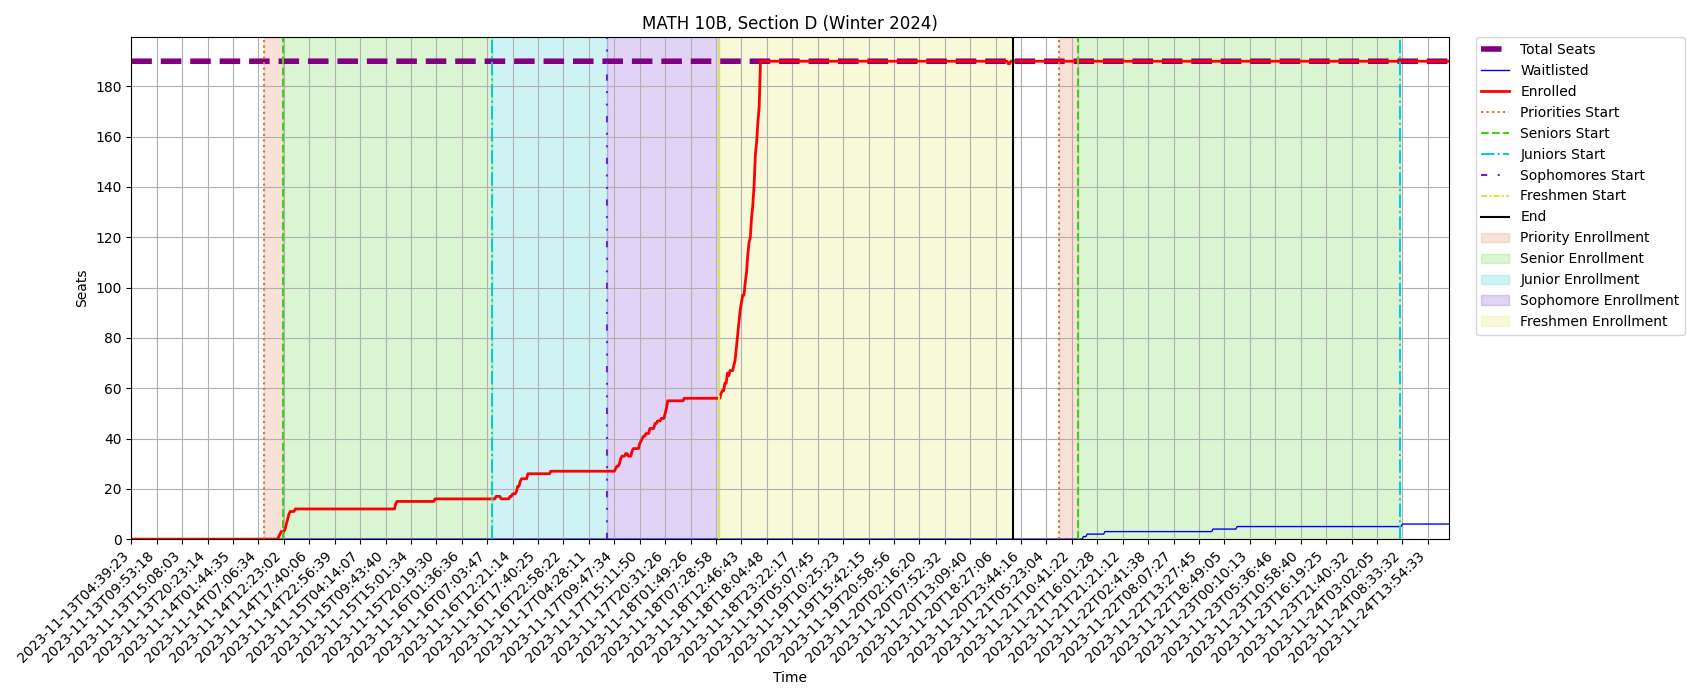 MATH 10B, Section D (Winter 2024)
Seats
180
160
140
120
100
80
60
40
20
0
2023-11-13T04:39:23
2023-11-13T09:53:18
2023-11-13T15:08:03
2023-11-13T20:23:14
2023-11-14T01:44:35
2023-11-14T07:06:34
2023-11-14T12:23:02
2023-11-14T17:40:06
2023-11-14T22:56:39
2023-11-15T04:14:07
2023-11-15T09:43:40
2023-11-15T15:01:34
2023-11-15T20:19:30
2023-11-16T01:36:36
2023-11-16T07:03:47
2023-11-16T12:21:14
2023-11-16T17:40:25
2023-11-16T22:58:22
2023-11-17T04:28:11
2023-11-17T09:47:34
2023-11-17T15:11:50
2023-11-17T20:31:26
2023-11-18T01:49:26
2023-11-18T07:28:58
2023-11-18T12:46:43
2023-11-18T18:04:48
2023-11-18T23:22:17
2023-11-19T05:07:45
2023-11-19T10:25:23
2023-11-19T15:42:15
2023-11-19T20:58:56
2023-11-20T02:16:20
2023-11-20T07:52:32
2023-11-20T13:09:40
2023-11-20T18:27:06
2023-11-20T23:44:16
2023-11-21T05:23:04
2023-11-21T10:41:22
2023-11-21T16:01:28
2023-11-21T21:21:12
2023-11-22T02:41:38
2023-11-22T08:07:27
2023-11-22T13:27:45
2023-11-22T18:49:05
2023-11-23T00:10:13
2023-11-23T05:36:46
2023-11-23T10:58:40
2023-11-23T16:19:25
2023-11-23T21:40:32
2023-11-24T03:02:05
2023-11-24T08:33:32
2023-11-24T13:54:33
Time
Total Seats
Waitlisted
Enrolled
Priorities Start
Seniors Start
Juniors Start
Sophomores Start
Freshmen Start
End
Priority Enrollment
Senior Enrollment
Junior Enrollment
Sophomore Enrollment
Freshmen Enrollment